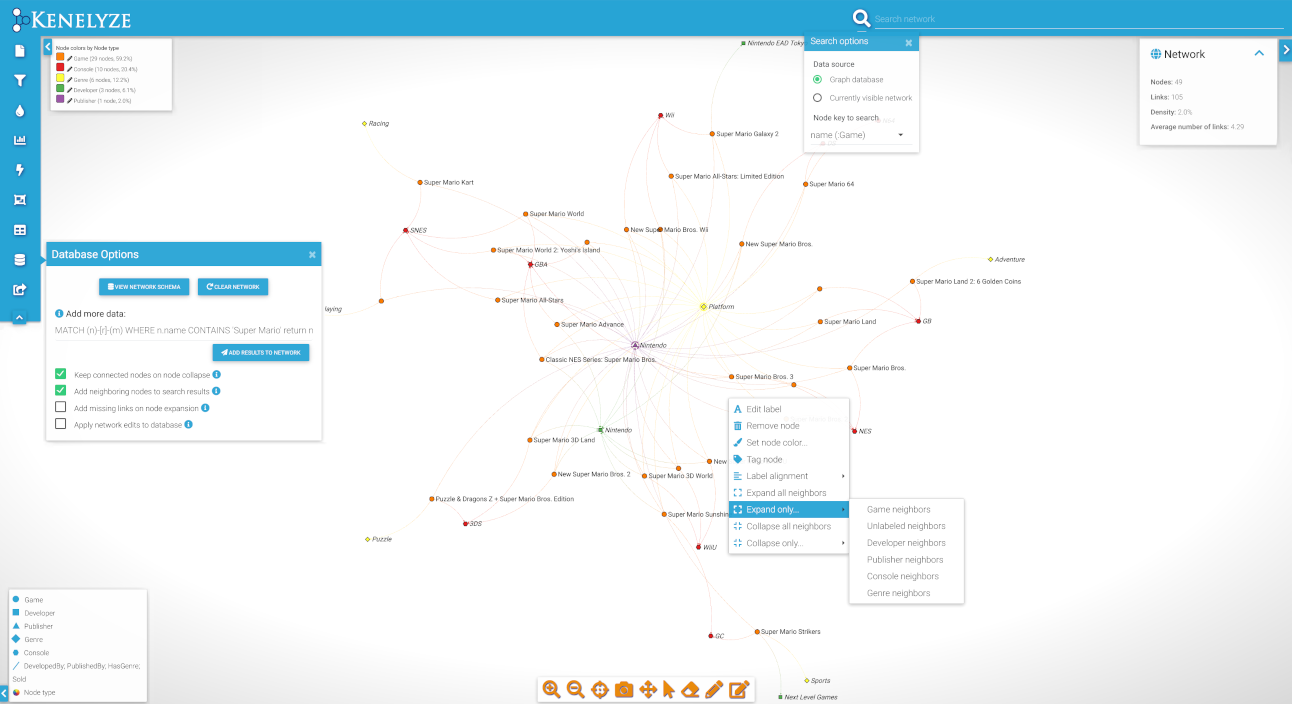 KENELYZE
Search network
Node colors by Node type
Game (29 nodes, 59.2%)
Console (10 nodes, 20.4%)
Genre (6 nodes, 12.2%)
Developer (3 nodes, 6.1%)
Publisher (1 node, 2.0%)
Search options
Data source
Graph database
Currently visible network
Node key to search
name (:Game)
Network
Nodes: 49
Links: 105
Density: 2.0%
Average number of links: 4.29
Database Options
VIEW NETWORK SCHEMA
CLEAR NETWORK
Add more data:
MATCH (n)-[r]-(m) WHERE n.name CONTAINS 'Super Mario' return n
ADD RESULTS TO NETWORK
Keep connected nodes on node collapse
Add neighboring nodes to search results
Add missing links on node expansion
Apply network edits to database
Nintendo EAD Toky
Racing
Wii
Super Mario Galaxy 2
Super Mario All-Stars: Limited Edition
Super Mario Kart
Super Mario 64
Super Mario World
SNES
New Super Mario Bros. Wii
New Super Mario Bros.
Super Mario World 2: Yoshi's Island
GBA
Adventure
Super Mario Land 2: 6 Golden Coins
Super Mario All-Stars
laying
Platform
Super Mario Advance
Super Mario Land
GB
Nintendo
Classic NES Series: Super Mario Bros.
Super Mario Bros.
Super Mario Bros. 3
Nintendo
NES
Super Mario 3D Land
New
New Super Mario Bros. 2
Super Mario 3D World
Puzzle & Dragons Z + Super Mario Bros. Edition
Super Mario Sunshin
3DS
Puzzle
WiiU
GC
Super Mario Strikers
Sports
Next Level Games
Edit label
Remove node
Set node color...
Tag node
Label alignment
Expand all neighbors
Expand only...
Collapse all neighbors
Collapse only...
Game neighbors
Unlabeled neighbors
Developer neighbors
Publisher neighbors
Console neighbors
Genre neighbors
Game
Developer
Publisher
Genre
Console
DevelopedBy; PublishedBy; HasGenre;
Sold
Node type